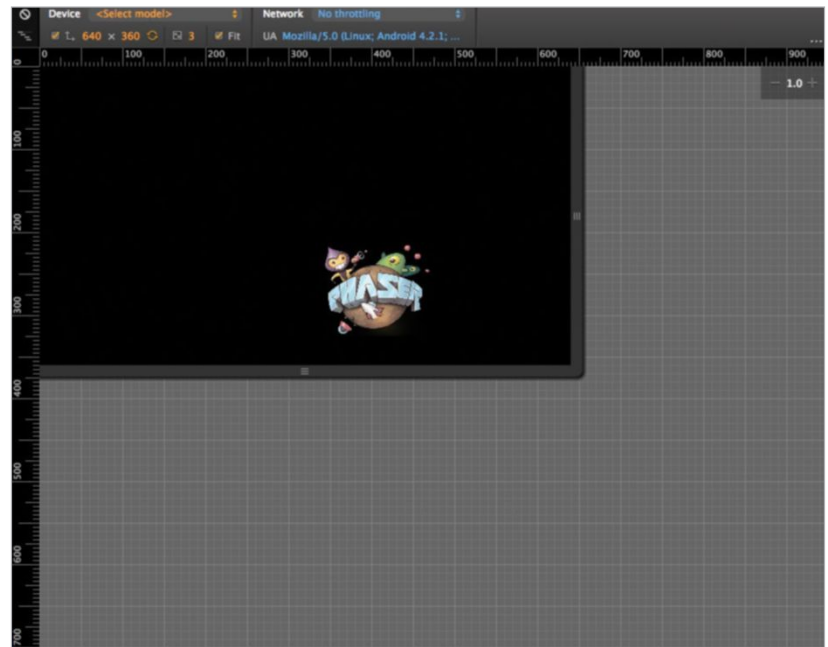 Device <Select model> Network No throttling
640 × 360 3 Fit UA Mozilla/5.0 (Linux; Android 4.2.1; ...
0 100 200 300 400 500 600 700 800 900
1.0
0
100
200
300
400
500
600
700
PHASER